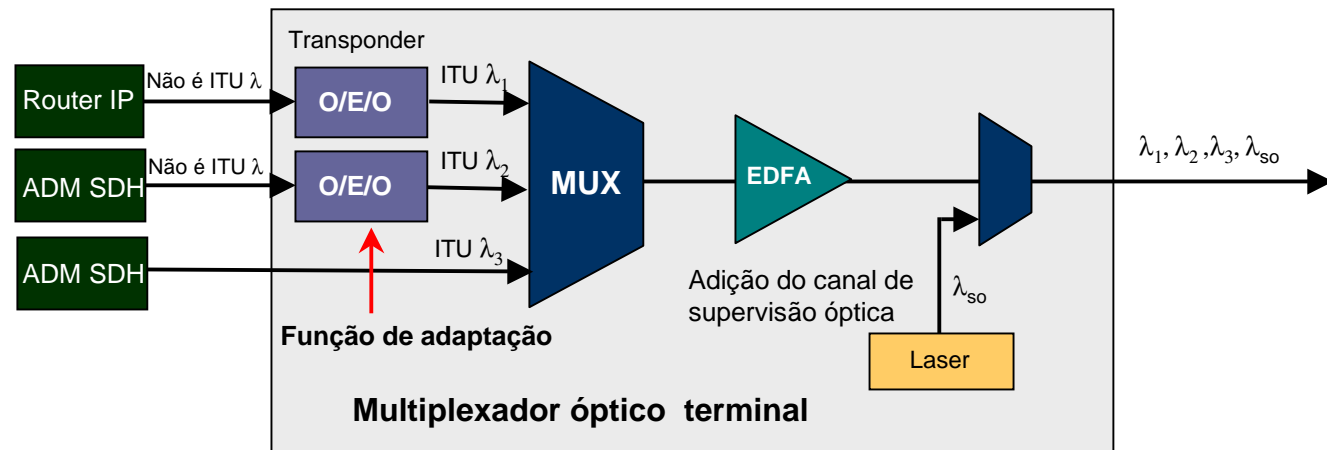 Transponder
Router IP
Não é ITU λ
O/E/O
ITU λ1
ADM SDH
Não é ITU λ
O/E/O
ITU λ2
ADM SDH
ITU λ3
MUX
EDFA
λ1, λ2 ,λ3, λso
Adição do canal de
supervisão óptica
λso
Laser
Função de adaptação
Multiplexador óptico terminal